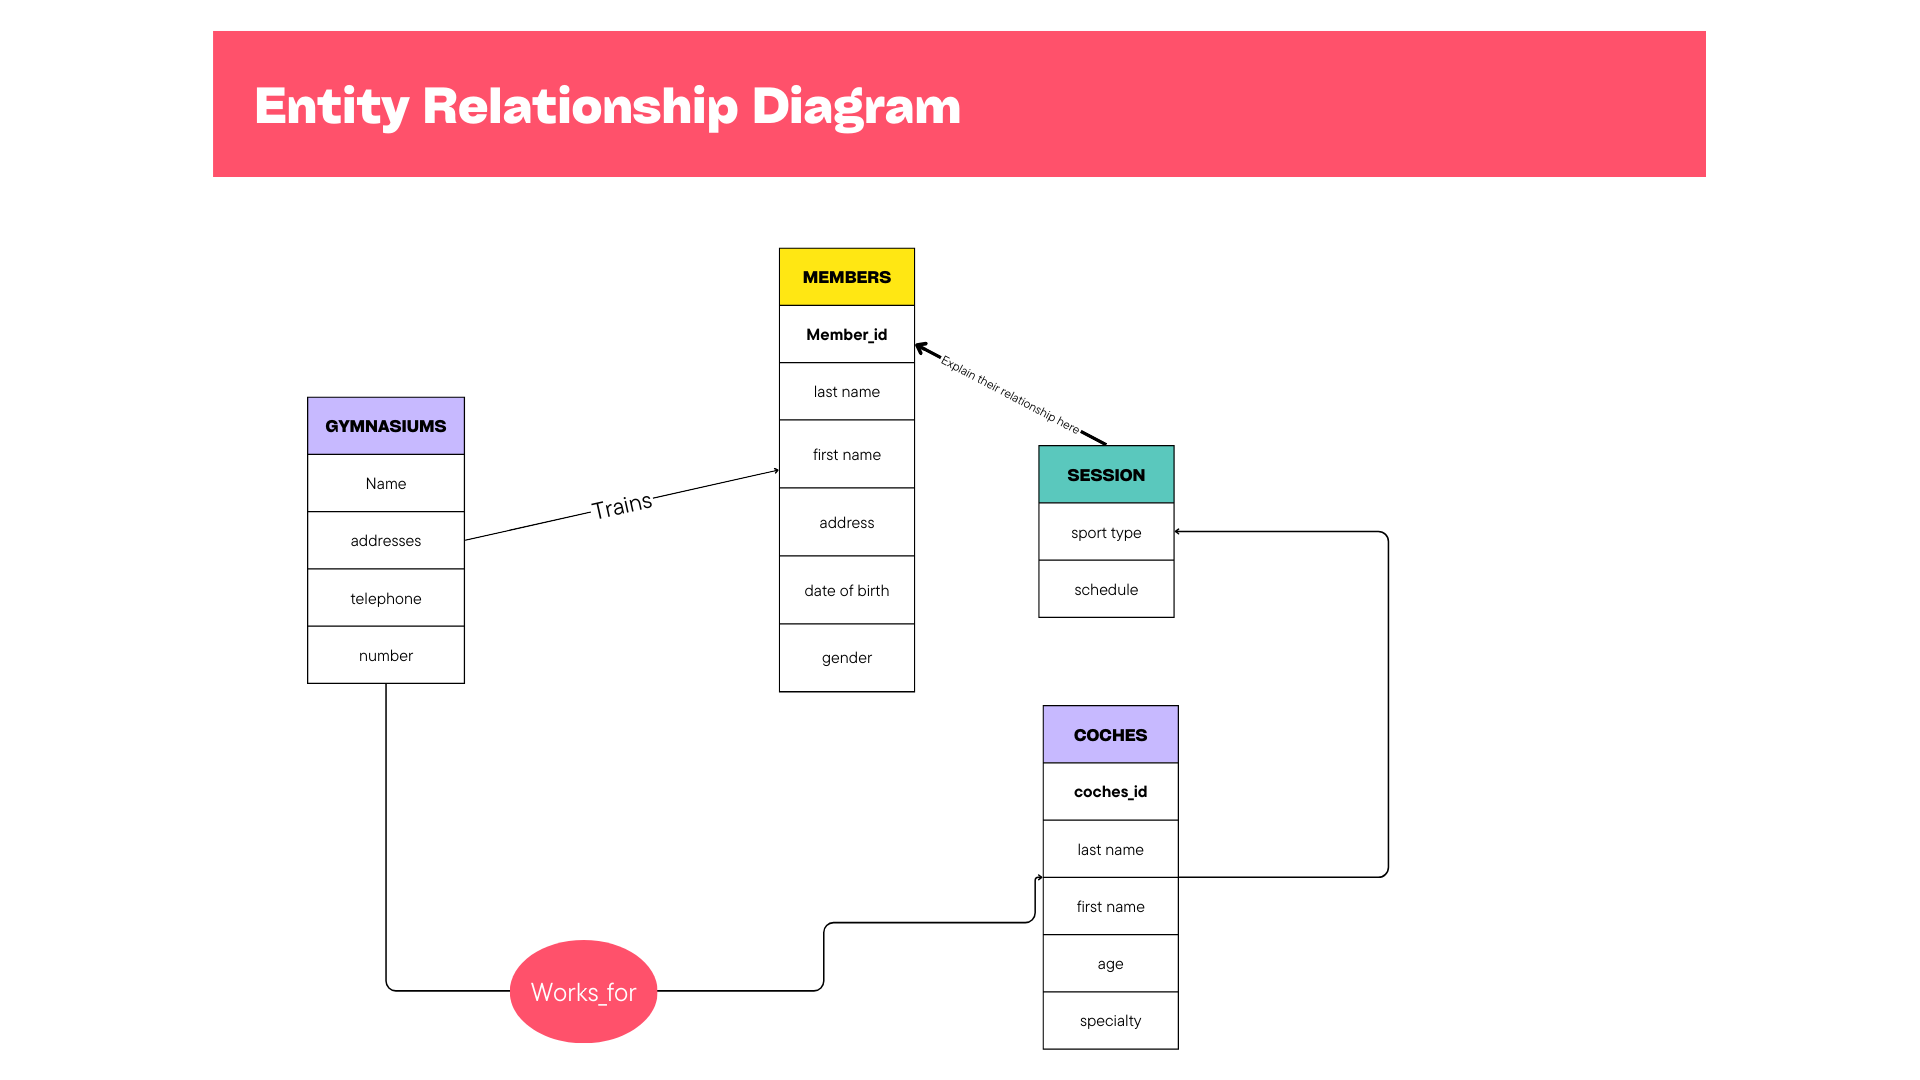 Entity Relationship Diagram
MEMBERS
Member_id
last name
first name
address
date of birth
gender
GYMNASIUMS
Name
addresses
telephone
number
Trains
Explain their relationship here
SESSION
sport type
schedule
COCHES
coches_id
last name
first name
age
specialty
Works_for